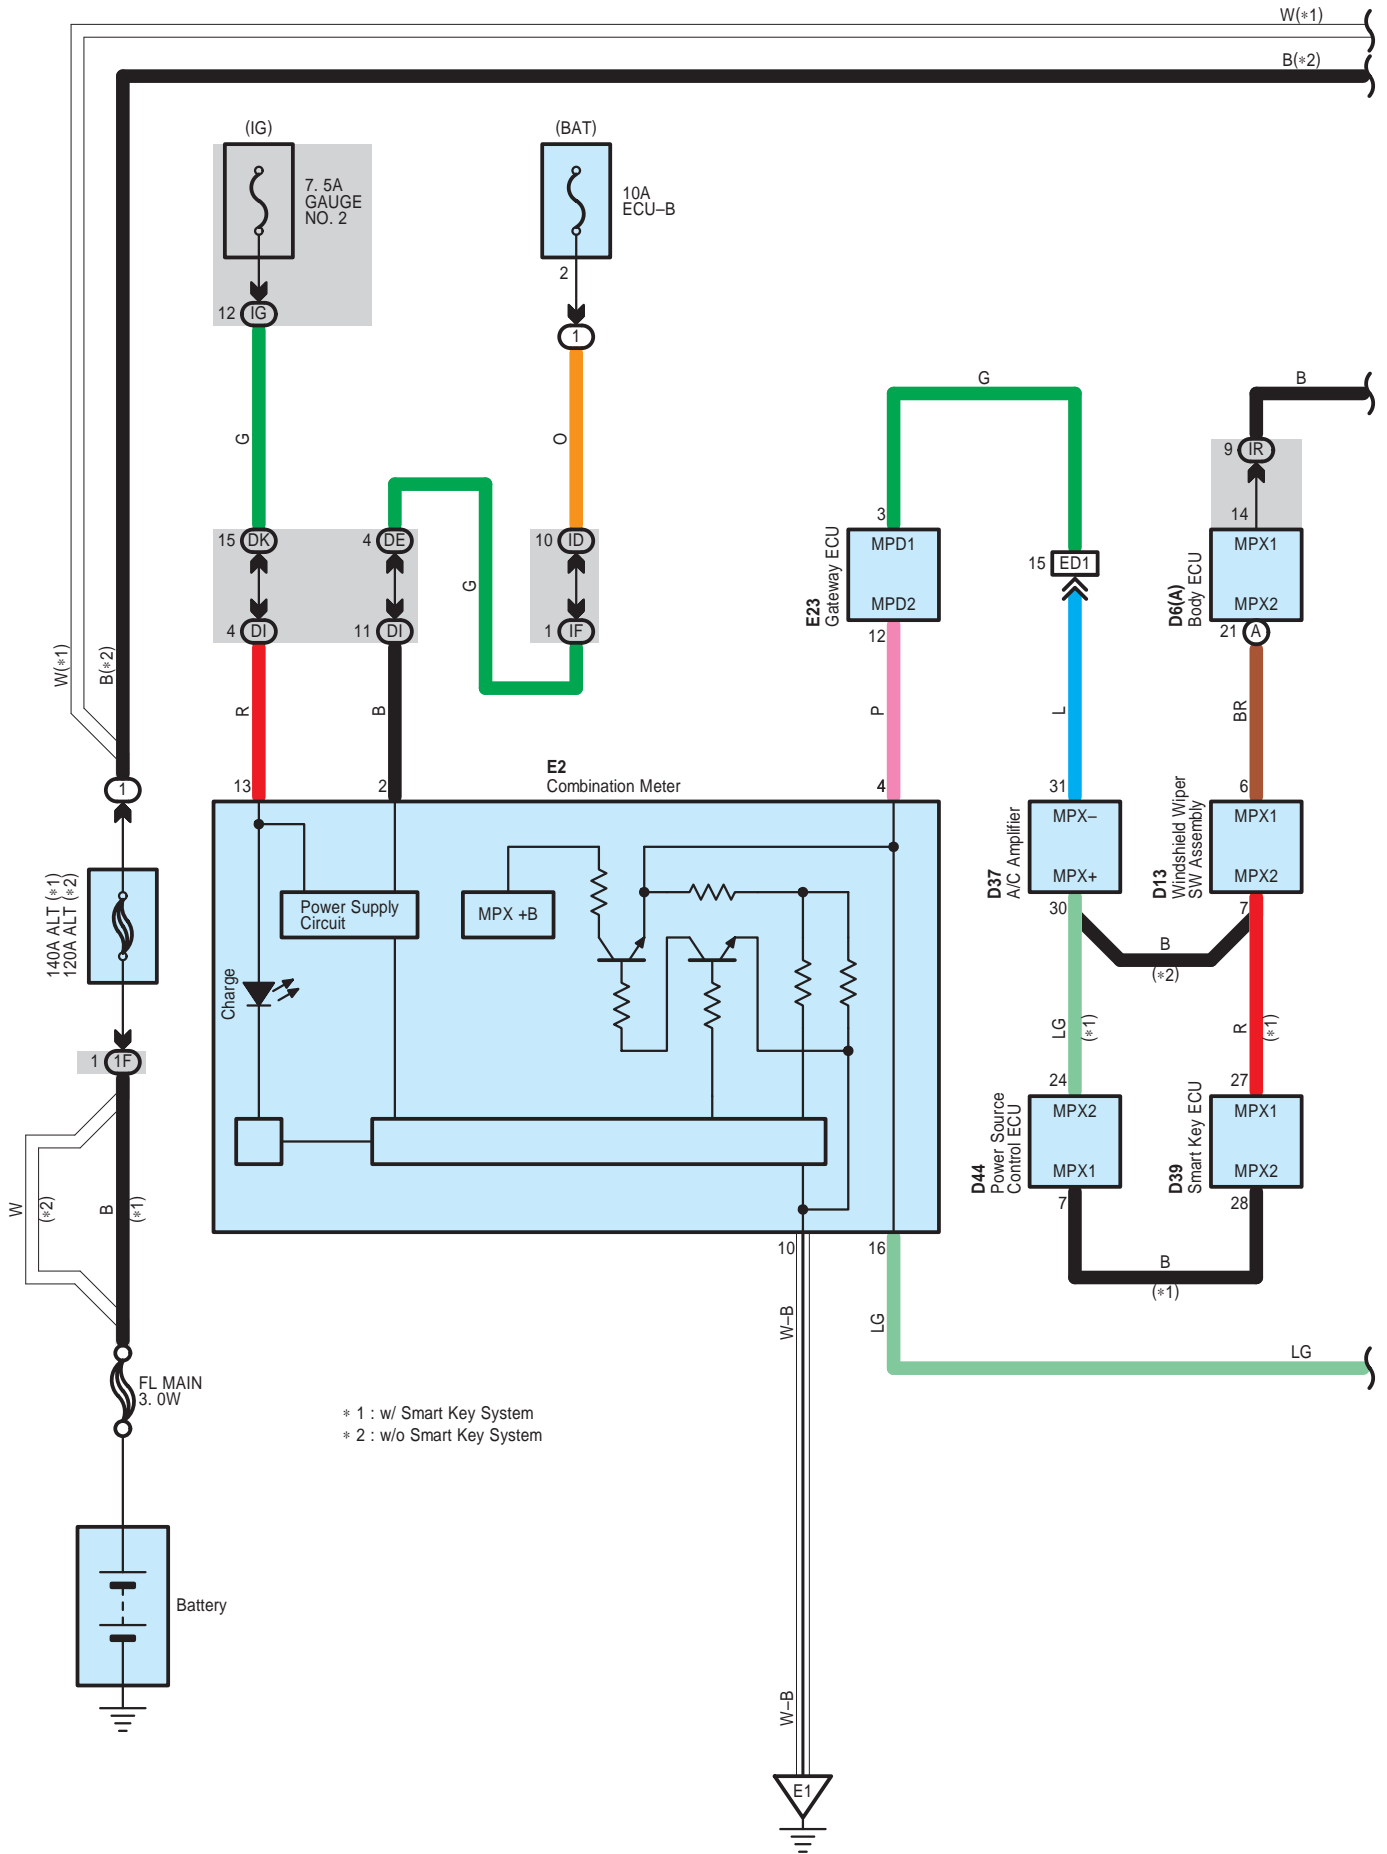 W(*1)
B(*2)
(IG)
(BAT)
7. 5A
GAUGE
NO. 2
10A
ECU–B
2
12 IG
1
G
O
G
B
9 IR
14
15 DK
4 DE
10 ID
3
MPD1
MPD2
E23
Gateway ECU
12
15 ED1
MPX1
MPX2
D6(A)
Body ECU
21 A
4 DI
11 DI
G
1 IF
W(*1)
B(*2)
R
B
P
L
BR
E2
Combination Meter
1
13
2
4
31
6
MPX–
MPX+
D37
A/C Amplifier
30
MPX1
MPX2
D13
Windshield Wiper
SW Assembly
7
140A ALT (*1)
120A ALT (*2)
Power Supply
Circuit
MPX +B
Charge
B
(*2)
LG
(*1)
R
(*1)
1 1F
24
27
MPX2
MPX1
D44
Power Source
Control ECU
7
MPX1
MPX2
D39
Smart Key ECU
28
W
(*2)
B
(*1)
10
16
B
(*1)
W–B
LG
LG
FL MAIN
3. 0W
* 1 : w/ Smart Key System
* 2 : w/o Smart Key System
Battery
W–B
E1